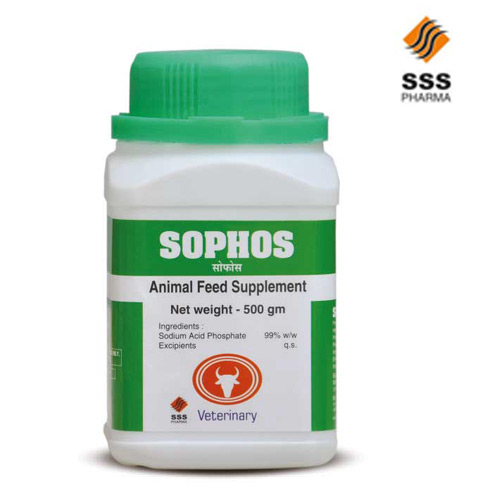 SSS
PHARMA
SOPHOS
सोफोस
Animal Feed Supplement
Net weight - 500 gm
Ingredients :
Sodium Acid Phosphate 99% w/w
Excipients q.s.
SSS
PHARMA
Veterinary